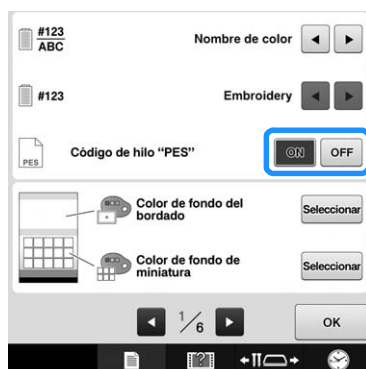 #123
ABC
Nombre de color
#123
Embroidery
PES
Código de hilo “PES”
ON OFF
Color de fondo del
bordado
Seleccionar
Color de fondo de
miniatura
Seleccionar
1/6
OK
?